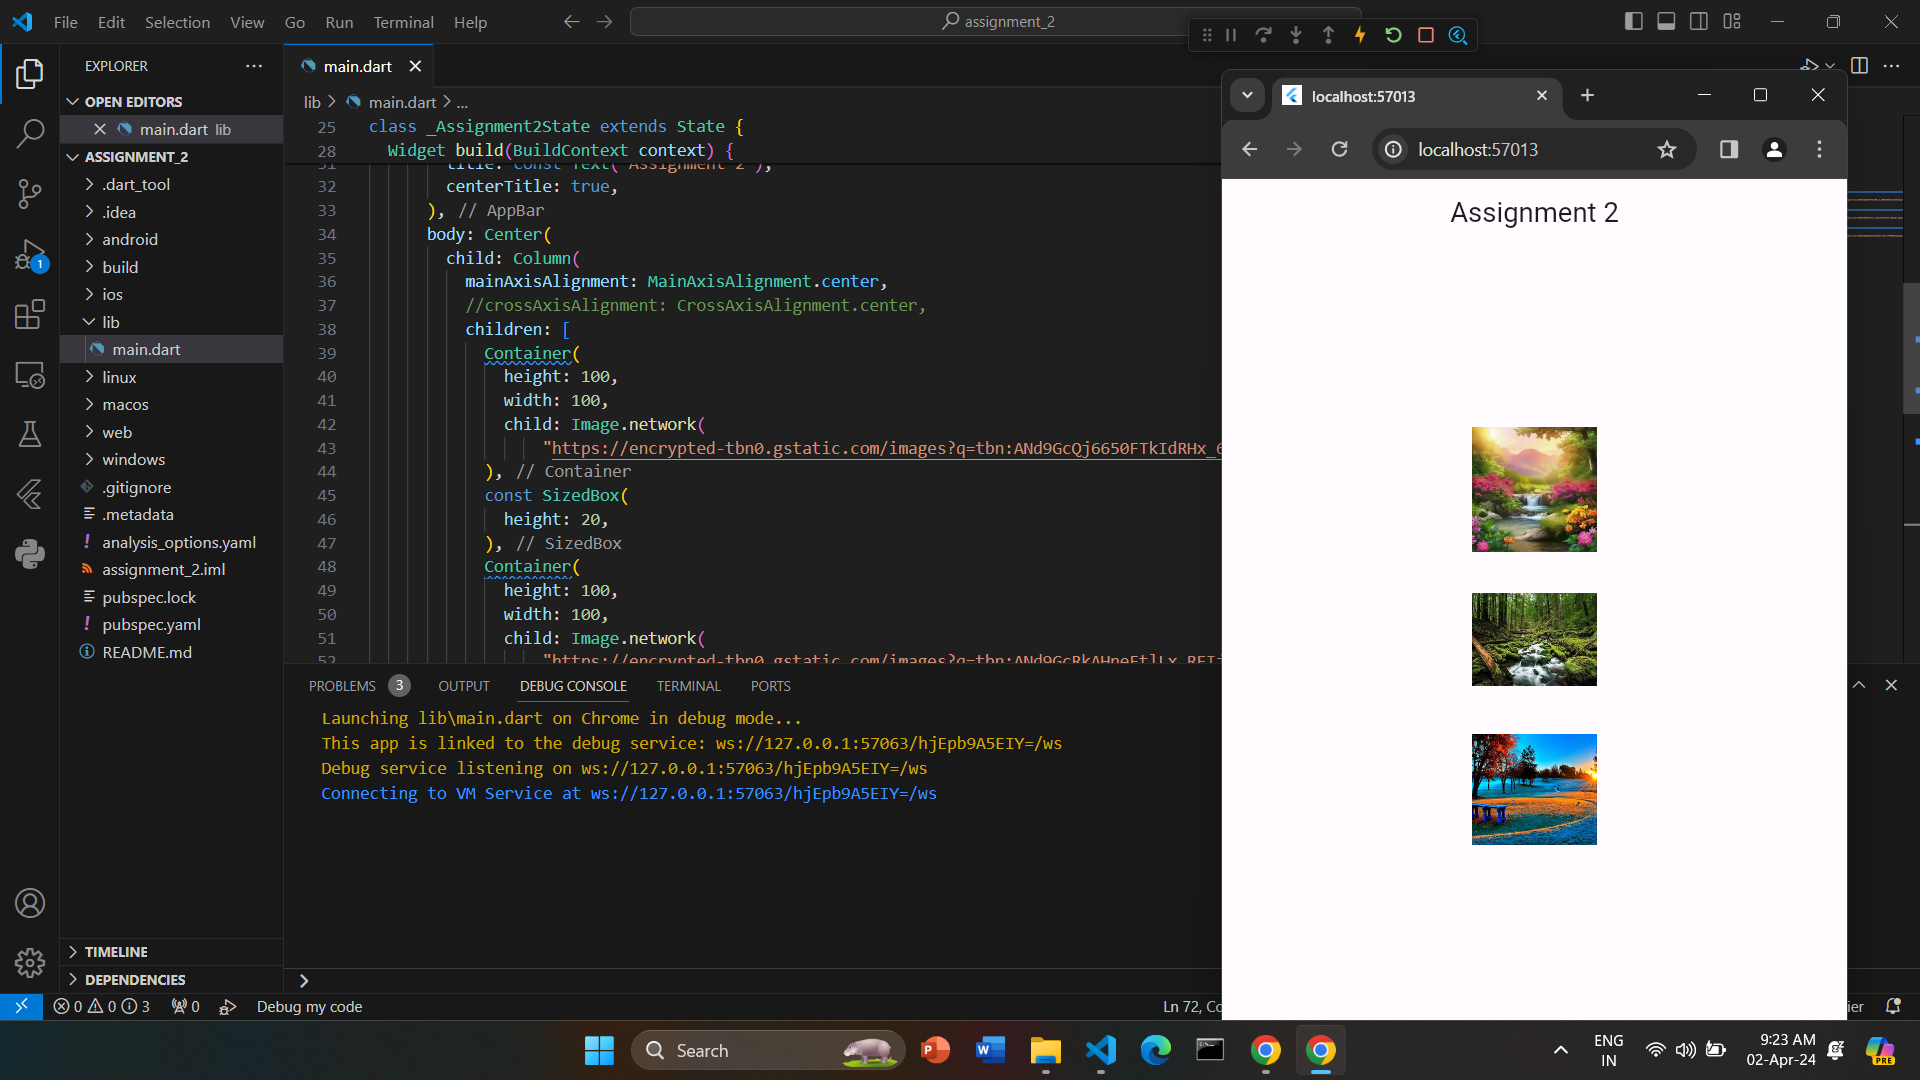 File Edit Selection View Go Run Terminal Help
assignment_2
EXPLORER
OPEN EDITORS
main.dart lib
ASSIGNMENT_2
.dart_tool
.idea
android
build
ios
lib
main.dart
linux
macos
web
windows
.gitignore
.metadata
analysis_options.yaml
assignment_2.iml
pubspec.lock
pubspec.yaml
README.md
TIMELINE
DEPENDENCIES
1
main.dart
lib > main.dart > ...
25 class _Assignment2State extends State {
28 Widget build(BuildContext context) {
31 title: const Text("Assignment 2"),
32 centerTitle: true,
33 ), // AppBar
34 body: Center(
35 child: Column(
36 mainAxisAlignment: MainAxisAlignment.center,
37 //crossAxisAlignment: CrossAxisAlignment.center,
38 children: [
39 Container(
40 height: 100,
41 width: 100,
42 child: Image.network(
43 "https://encrypted-tbn0.gstatic.com/images?q=tbn:ANd9GcQj6650FTkIdRHx_
44 ), // Container
45 const SizedBox(
46 height: 20,
47 ), // SizedBox
48 Container(
49 height: 100,
50 width: 100,
51 child: Image.network(
52
PROBLEMS 3 OUTPUT DEBUG CONSOLE TERMINAL PORTS
Launching lib\main.dart on Chrome in debug mode...
This app is linked to the debug service: ws://127.0.0.1:57063/hjEpb9A5EIY=/ws
Debug service listening on ws://127.0.0.1:57063/hjEpb9A5EIY=/ws
Connecting to VM Service at ws://127.0.0.1:57063/hjEpb9A5EIY=/ws
>
localhost:57013
localhost:57013
Assignment 2
0 0 3 0 Debug my code
Ln 72, Co
ier
Search
ENG
IN
9:23 AM
02-Apr-24
PRE